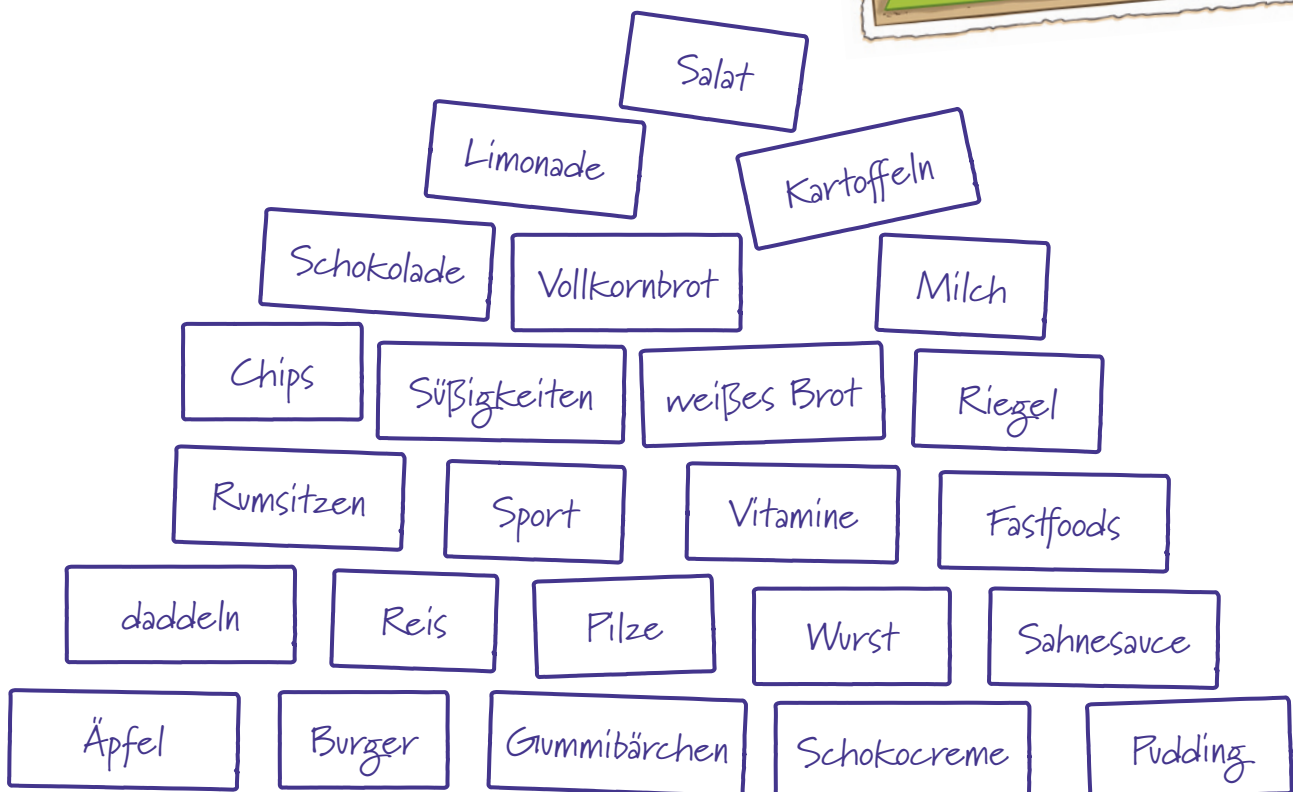 Salat
Limonade
Kartoffeln
Schokolade
Vollkornbrot
Milch
Chips
Süßigkeiten
weißes Brot
Riegel
Rumsitzen
Sport
Vitamine
Fastfoods
daddeln
Reis
Pilze
Wurst
Sahnesauce
Äpfel
Burger
Gummibärchen
Schokocreme
Pudding